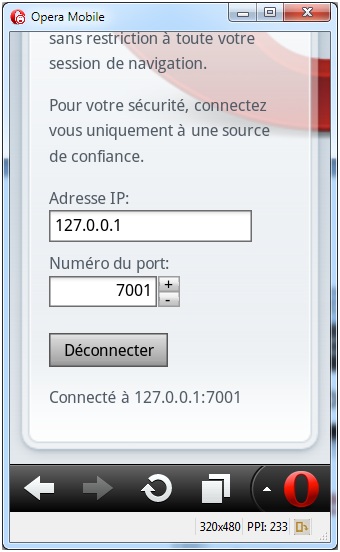 Opera Mobile
sans restriction à toute votre
session de navigation.
Pour votre sécurité, connectez
vous uniquement à une source
de confiance.
Adresse IP:
127.0.0.1
Numéro du port:
7001
+
-
Déconnecter
Connecté à 127.0.0.1:7001
320x480 PPI: 233